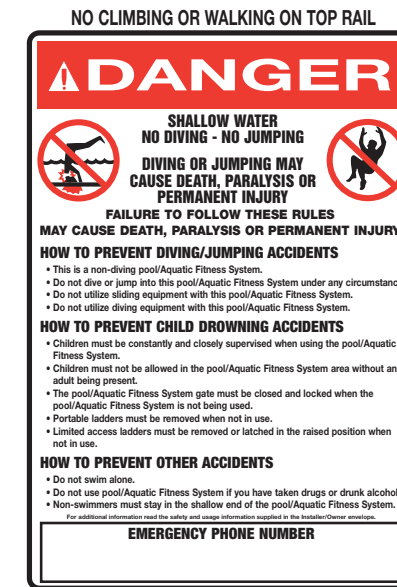 NO CLIMBING OR WALKING ON TOP RAIL
DANGER
SHALLOW WATER
NO DIVING - NO JUMPING
DIVING OR JUMPING MAY
CAUSE DEATH, PARALYSIS OR
PERMANENT INJURY
FAILURE TO FOLLOW THESE RULES
MAY CAUSE DEATH, PARALYSIS OR PERMANENT INJURY
HOW TO PREVENT DIVING/JUMPING ACCIDENTS
• This is a non-diving pool/Aquatic Fitness System.
• Do not dive or jump into this pool/Aquatic Fitness System under any circumstanc
• Do not utilize sliding equipment with this pool/Aquatic Fitness System.
• Do not utilize diving equipment with this pool/Aquatic Fitness System.
HOW TO PREVENT CHILD DROWNING ACCIDENTS
• Children must be constantly and closely supervised when using the pool/Aquatic
Fitness System.
• Children must not be allowed in the pool/Aquatic Fitness System area without an
adult being present.
• The pool/Aquatic Fitness System gate must be closed and locked when the
pool/Aquatic Fitness System is not being used.
• Portable ladders must be removed when not in use.
• Limited access ladders must be removed or latched in the raised position when
not in use.
HOW TO PREVENT OTHER ACCIDENTS
• Do not swim alone.
• Do not use pool/Aquatic Fitness System if you have taken drugs or drunk alcohol
• Non-swimmers must stay in the shallow end of the pool/Aquatic Fitness System.
For additional information read the safety and usage information supplied in the Installer/Owner envelope.
EMERGENCY PHONE NUMBER